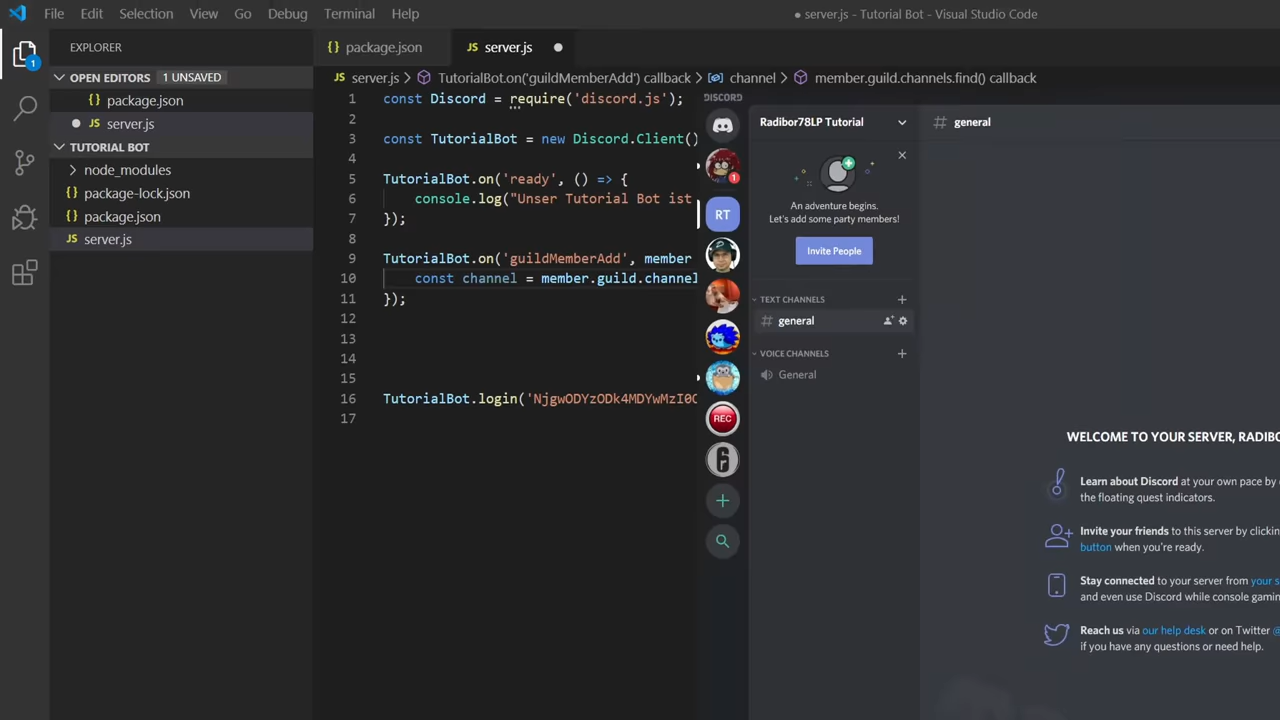 File Edit Selection View Go Debug Terminal Help
● server.js - Tutorial Bot - Visual Studio Code
1
EXPLORER
OPEN EDITORS 1 UNSAVED
{} package.json
● JS server.js
TUTORIAL BOT
node_modules
{} package-lock.json
{} package.json
JS server.js
{} package.json
JS server.js ●
JS server.js > TutorialBot.on('guildMemberAdd') callback > channel > member.guild.channels.find() callback
1 const Discord = require('discord.js');
2
3 const TutorialBot = new Discord.Client()
4
5 TutorialBot.on('ready', () => {
6 console.log("Unser Tutorial Bot ist
7 });
8
9 TutorialBot.on('guildMemberAdd', member
10 const channel = member.guild.channel
11 });
12
13
14
15
16 TutorialBot.login('NjgwODYzODk4MDYwMzI0O
17
DISCORD
1
RT
REC
6
Radibor78LP Tutorial
An adventure begins.
Let's add some party members!
Invite People
TEXT CHANNELS +
# general
VOICE CHANNELS +
General
# general
WELCOME TO YOUR SERVER, RADIBO
Learn about Discord at your own pace by
the floating quest indicators.
Invite your friends to this server by clickin
button when you're ready.
Stay connected to your server from your s
and even use Discord while console gamin
Reach us via our help desk or on Twitter @
if you have any questions or need help.